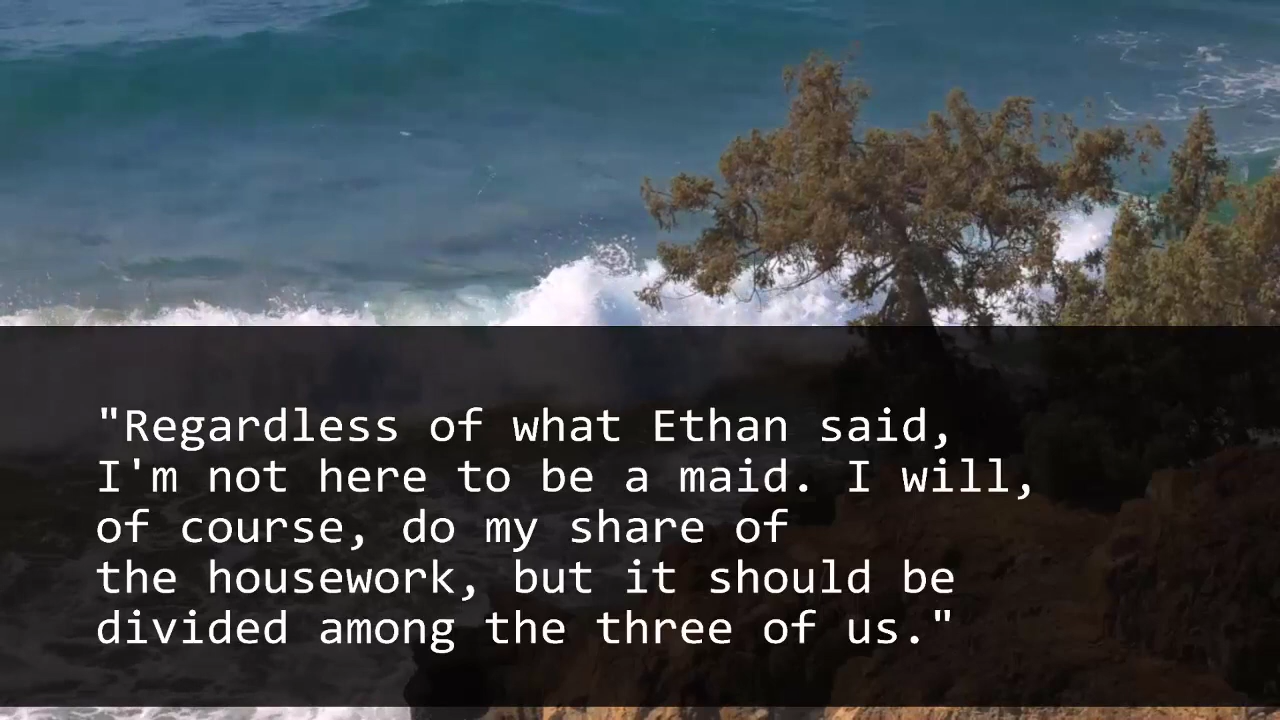 "Regardless of what Ethan said,
I'm not here to be a maid. I will,
of course, do my share of
the housework, but it should be
divided among the three of us."